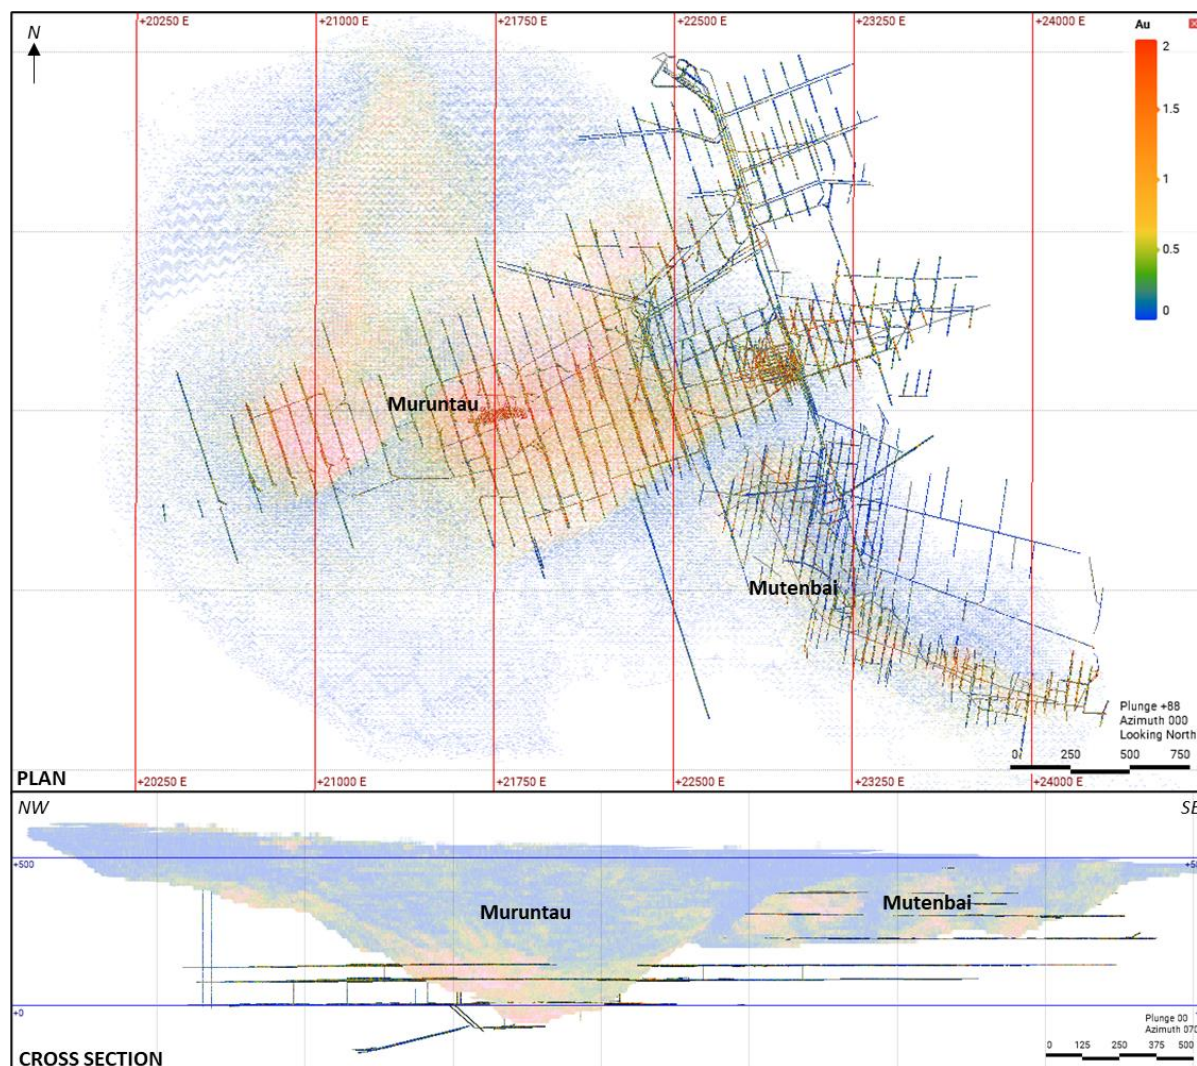 +20250 E +21000 E +21750 E +22500 E +23250 E +24000 E
N
Au
2
1.5
1
0.5
0
Muruntau
Mutenbai
Plunge +88
Azimuth 000
Looking North
0 250 500 750
PLAN
+20250 E +21000 E +21750 E +22500 E +23250 E +24000 E
NW
SE
+500
Muruntau
Mutenbai
+0
Plunge 00
Azimuth 070
0 125 250 375 500
CROSS SECTION